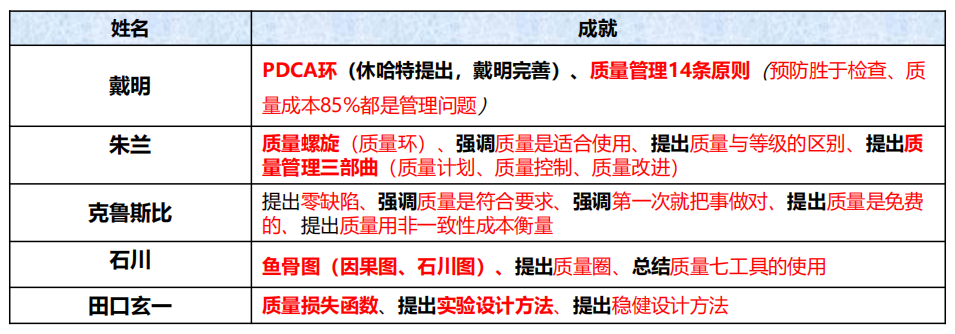 姓名 成就
戴明 PDCA环（休哈特提出，戴明完善）、质量管理14条原则（预防胜于检查、质
量成本85%都是管理问题）
朱兰 质量螺旋（质量环）、强调质量是适合使用、提出质量与等级的区别、提出质
量管理三部曲（质量计划、质量控制、质量改进）
克鲁斯比 提出零缺陷、强调质量是符合要求、强调第一次就把事做对、提出质量是免费
的、提出质量用非一致性成本衡量
石川 鱼骨图（因果图、石川图）、提出质量圈、总结质量七工具的使用
田口玄一 质量损失函数、提出实验设计方法、提出稳健设计方法